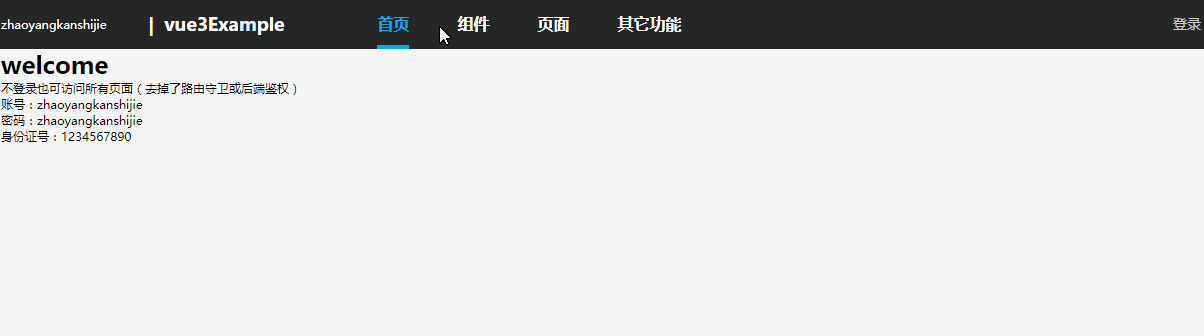 zhaoyangkanshijie | vue3Example 首页 组件 页面 其它功能 登录
welcome
不登录也可访问所有页面（去掉了路由守卫或后端鉴权）
账号：zhaoyangkanshijie
密码：zhaoyangkanshijie
身份证号：1234567890